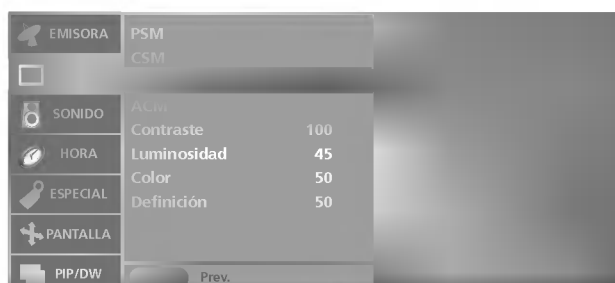 EMISORA PSM
CSM
SONIDO ACM
Contraste 100
HORA Luminosidad 45
Color 50
ESPECIAL Definición 50
PANTALLA
PIP/DW Prev.